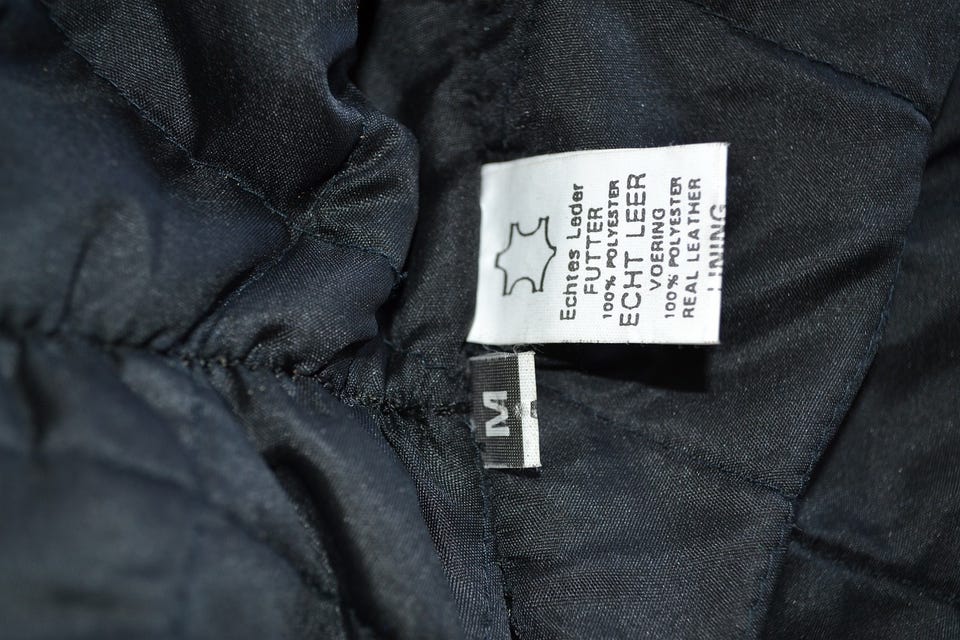 Echtes Leder
FUTTER
100% POLYESTER
ECHT LEER
VOERING
100% POLYESTER
REAL LEATHER
LINING
M